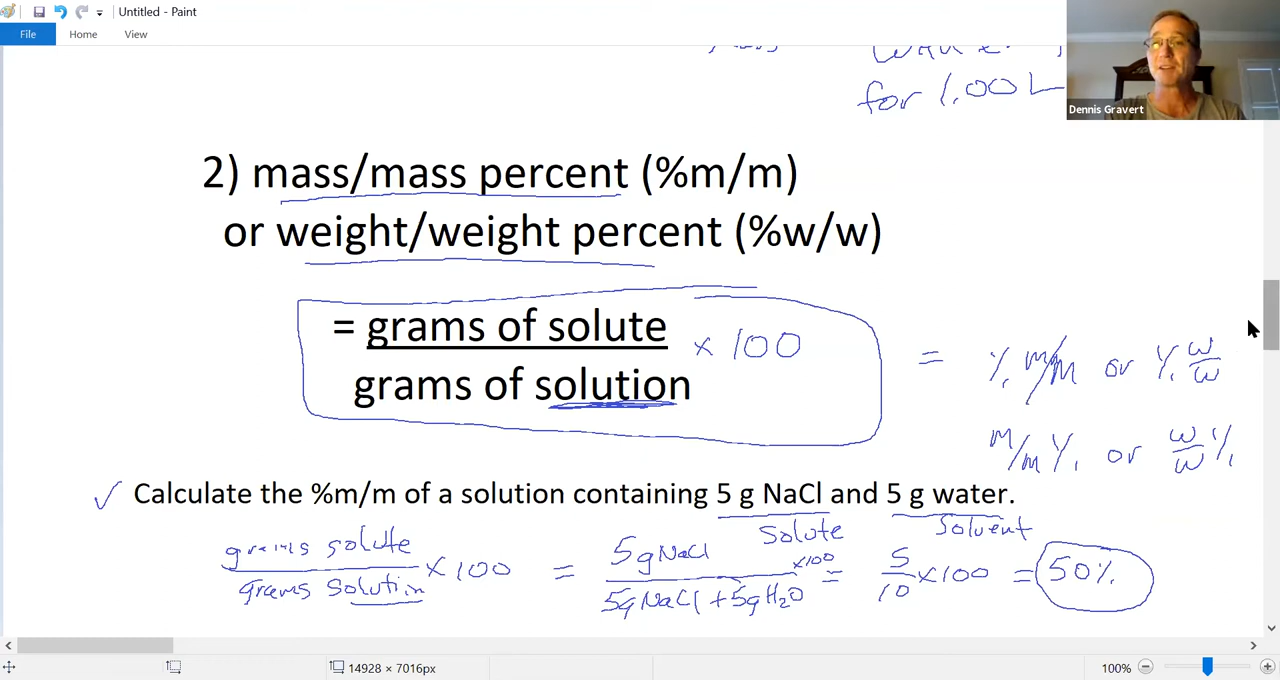 Untitled - Paint
File Home View
for 1.00 L
Dennis Gravert
2) mass/mass percent (%m/m)
or weight/weight percent (%w/w)
= grams of solute × 100 = % m/m or % w/w
grams of solution
m/m % or w/w %
Calculate the %m/m of a solution containing 5 g NaCl and 5 g water.
Solute Solvent
grams solute × 100 = 5g NaCl ×100 = 5 ×100 = 50%
grams solution 5g NaCl + 5g H2O 10
14928 × 7016px 100%